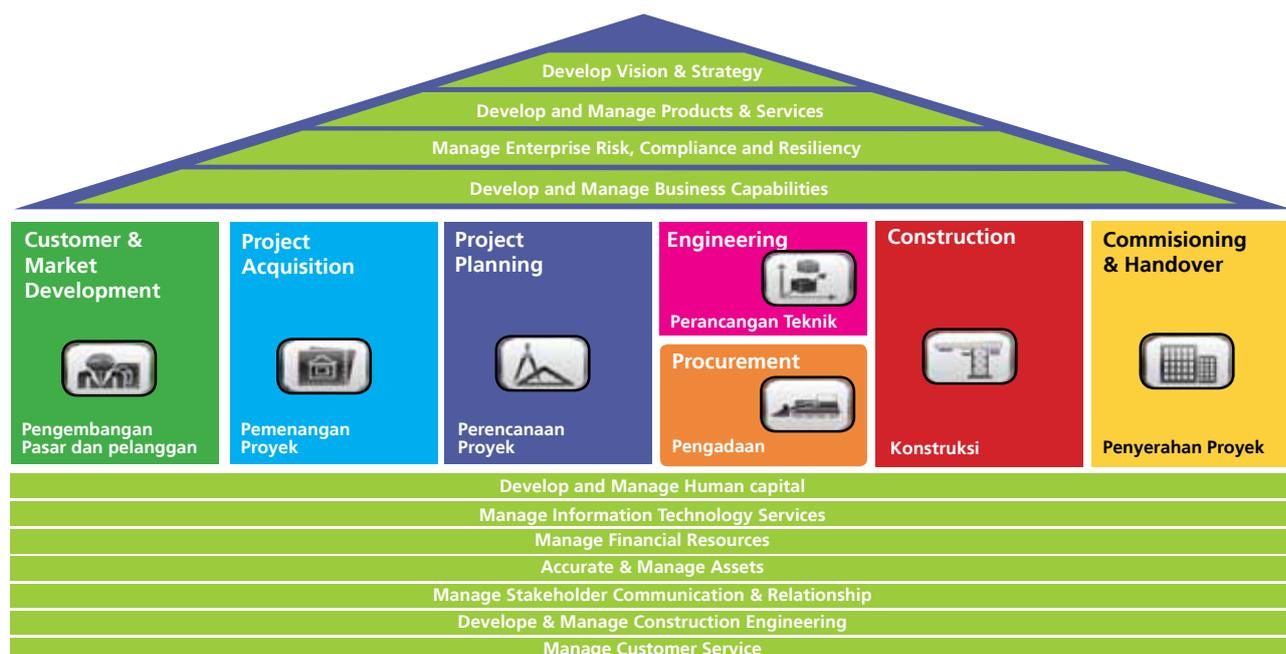 Develop Vision & Strategy
Develop and Manage Products & Services
Manage Enterprise Risk, Compliance and Resiliency
Develop and Manage Business Capabilities
Customer &
Market
Development
Pengembangan
Pasar dan pelanggan
Project
Acquisition
Pemenangan
Proyek
Project
Planning
Perencanaan
Proyek
Engineering
Perancangan Teknik
Procurement
Pengadaan
Construction
Konstruksi
Commisioning
& Handover
Penyerahan Proyek
Develop and Manage Human capital
Manage Information Technology Services
Manage Financial Resources
Accurate & Manage Assets
Manage Stakeholder Communication & Relationship
Develope & Manage Construction Engineering
Manage Customer Service